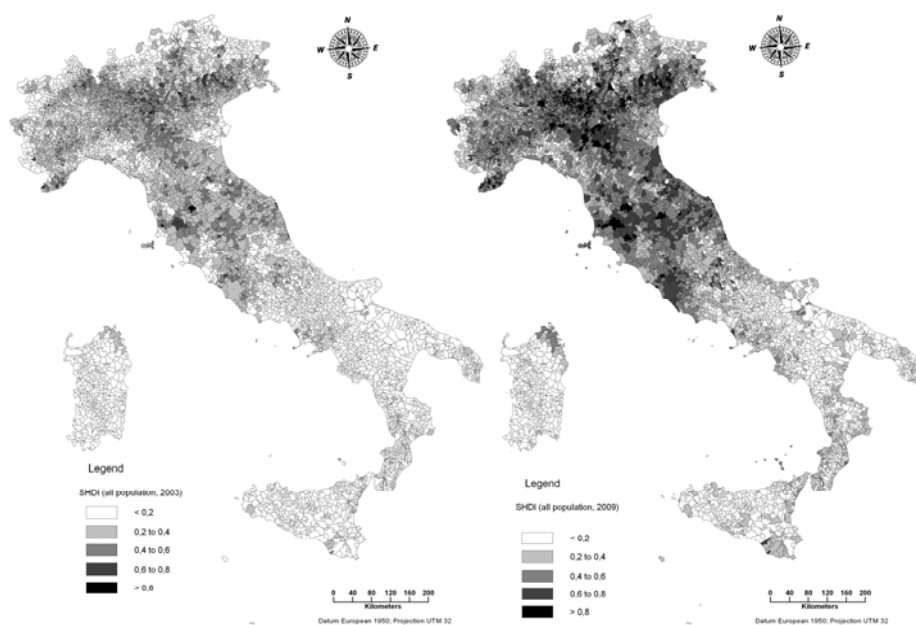 N
W E
S
Legend
SHDI (all population, 2003)
< 0,2
0,2 to 0,4
0,4 to 0,6
0,6 to 0,8
> 0,8
0 40 80 120 160 200
Kilometers
Datum European 1950; Projection UTM 32
N
W E
S
Legend
SHDI (all population, 2009)
< 0,2
0,2 to 0,4
0,4 to 0,6
0,6 to 0,8
> 0,8
0 40 80 120 160 200
Kilometers
Datum European 1950; Projection UTM 32